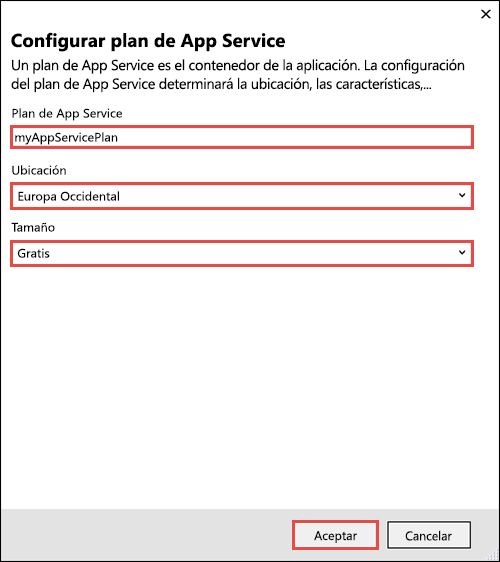 Configurar plan de App Service
Un plan de App Service es el contenedor de la aplicación. La configuración
del plan de App Service determinará la ubicación, las características,...
Plan de App Service
myAppServicePlan
Ubicación
Europa Occidental
Tamaño
Gratis
Aceptar
Cancelar